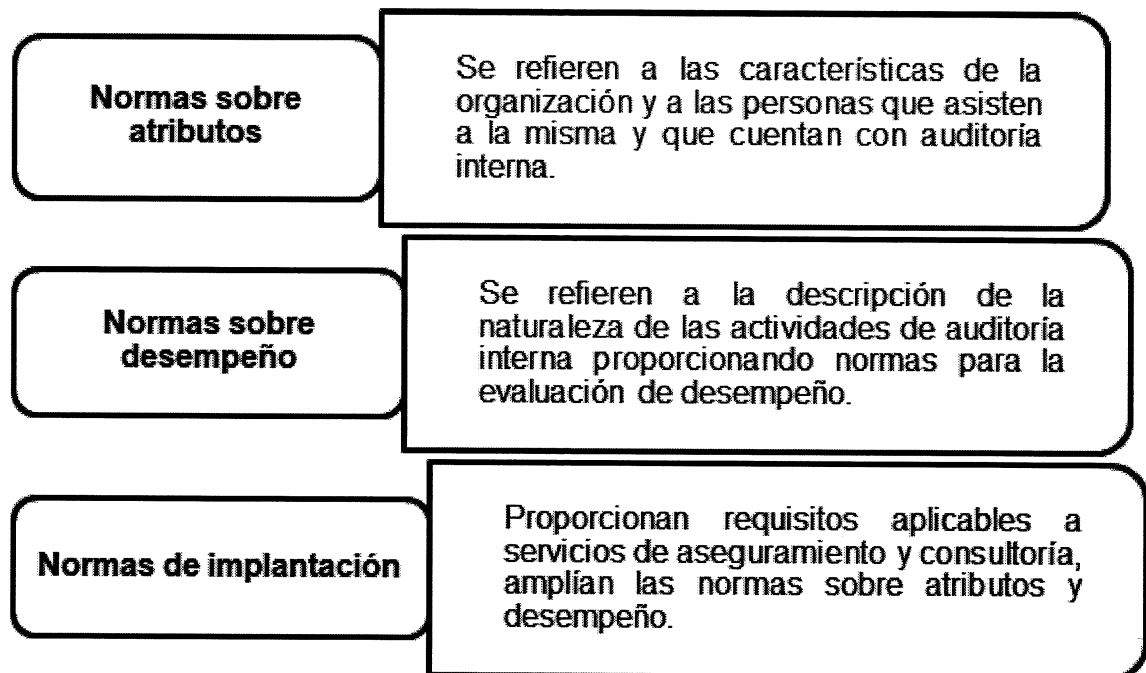 Normas sobre
atributos
Se refieren a las características de la
organización y a las personas que asisten
a la misma y que cuentan con auditoría
interna.
Normas sobre
desempeño
Se refieren a la descripción de la
naturaleza de las actividades de auditoría
interna proporcionando normas para la
evaluación de desempeño.
Normas de implantación
Proporcionan requisitos aplicables a
servicios de aseguramiento y consultoría,
amplían las normas sobre atributos y
desempeño.